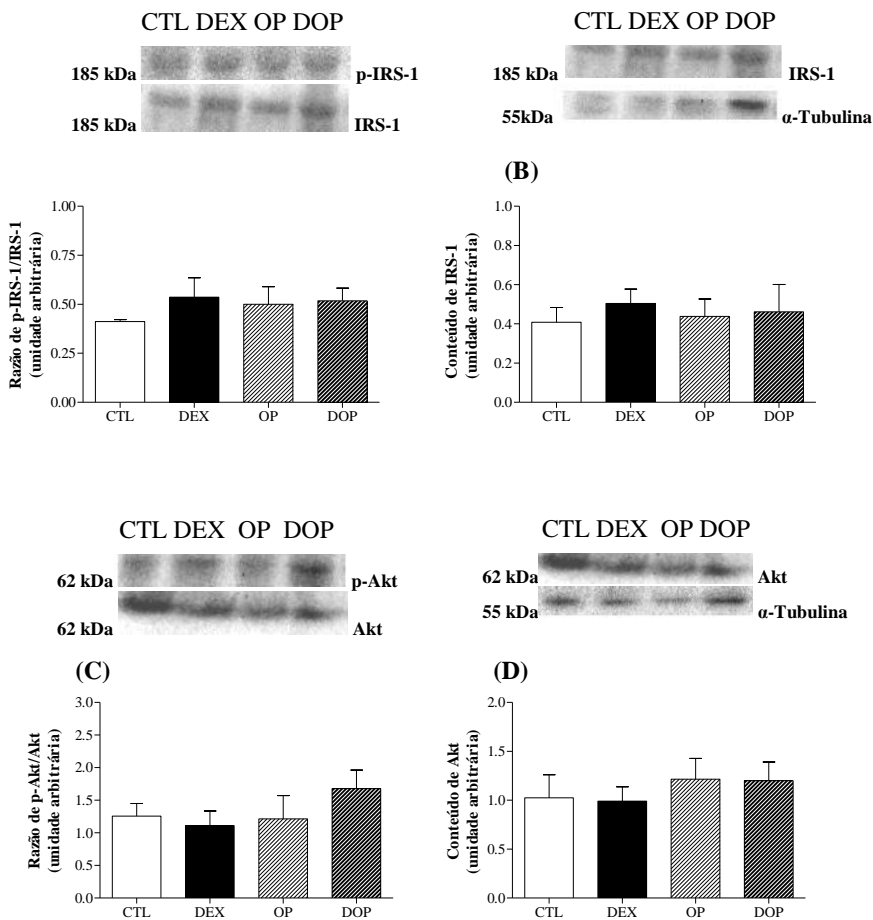 CTL DEX OP DOP
185 kDa
p-IRS-1
185 kDa
IRS-1
CTL DEX OP DOP
185 kDa
IRS-1
55kDa
α-Tubulina
(B)
Razão de p-IRS-1/IRS-1
(unidade arbitrária)
1.00
0.75
0.50
0.25
0.00
CTL DEX OP DOP
Conteúdo de IRS-1
(unidade arbitrária)
1.0
0.8
0.6
0.4
0.2
0.0
CTL DEX OP DOP
CTL DEX OP DOP
62 kDa
p-Akt
62 kDa
Akt
CTL DEX OP DOP
62 kDa
Akt
55 kDa
α-Tubulina
(C)
Razão de p-Akt/Akt
(unidade arbitrária)
3.0
2.5
2.0
1.5
1.0
0.5
0.0
CTL DEX OP DOP
(D)
Conteúdo de Akt
(unidade arbitrária)
2.0
1.5
1.0
0.5
0.0
CTL DEX OP DOP